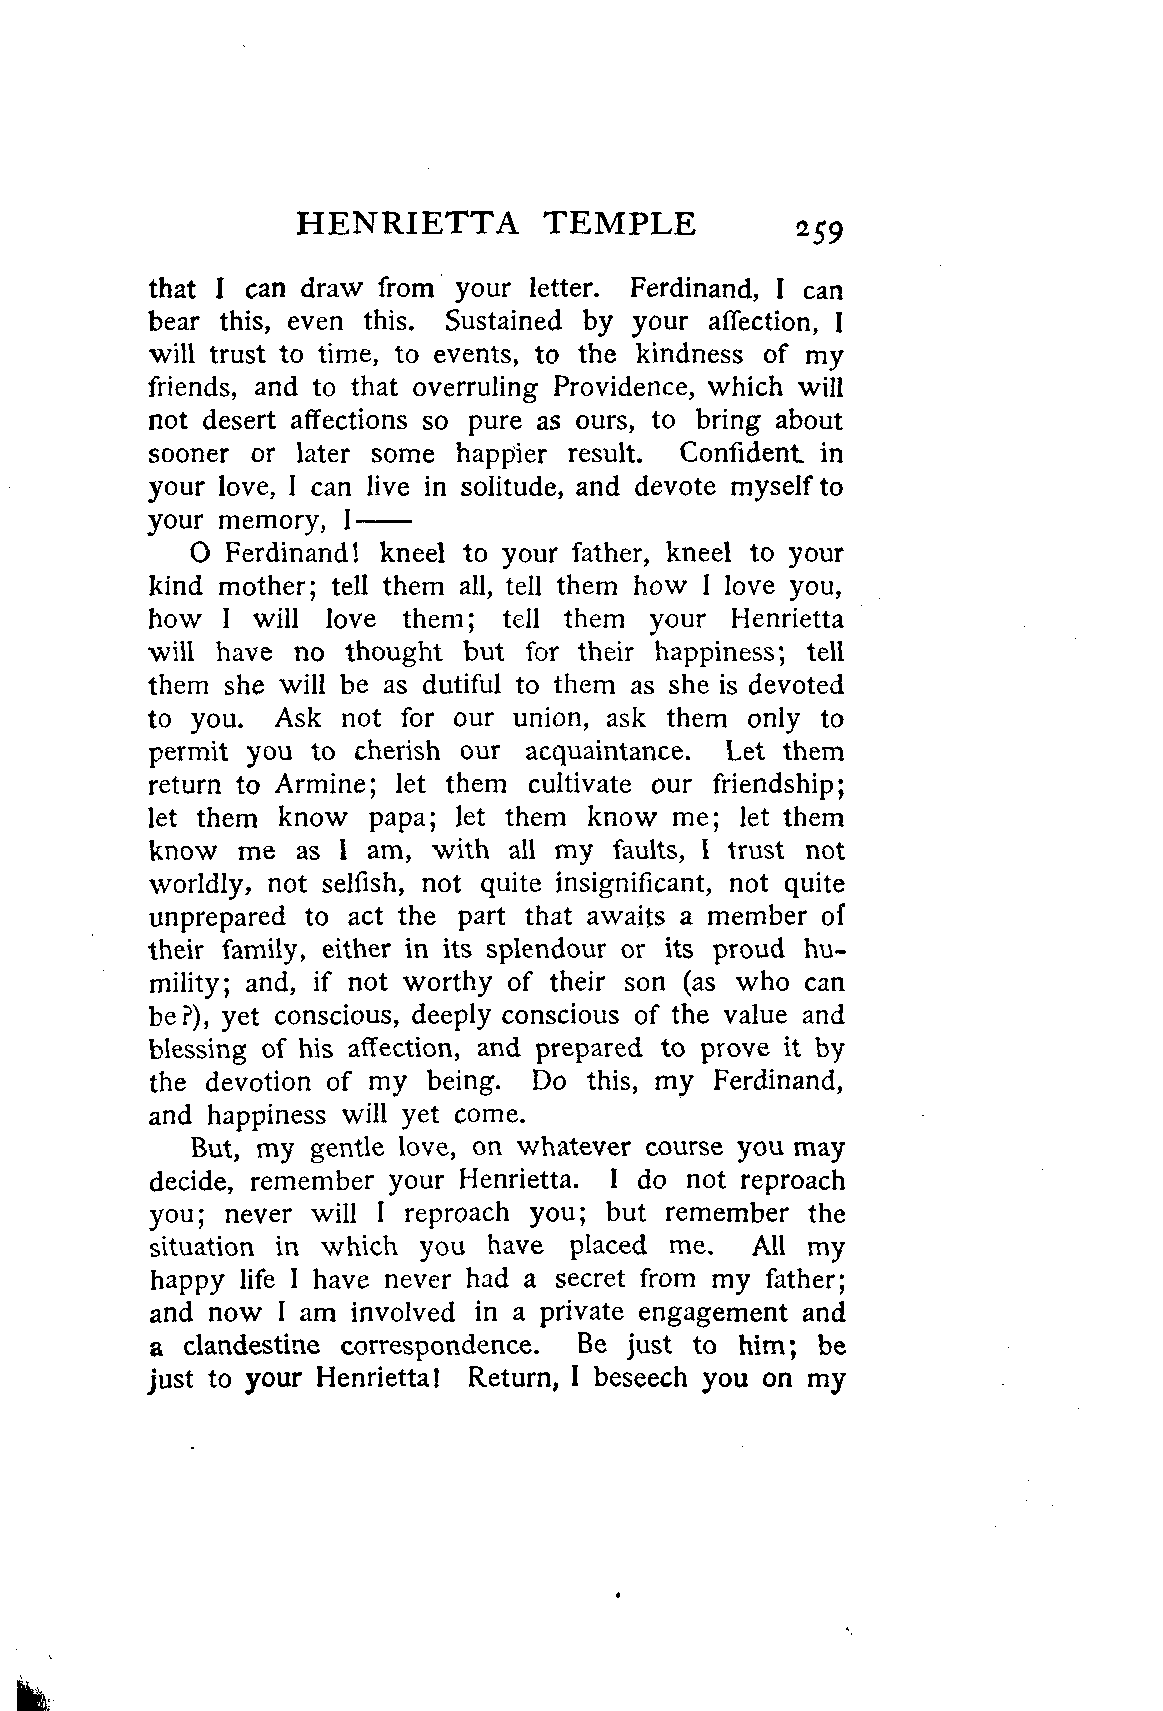 HENRIETTA TEMPLE 259
that I can draw from your letter. Ferdinand, I can
bear this, even this. Sustained by your affection, I
will trust to time, to events, to the kindness of my
friends, and to that overruling Providence, which will
not desert affections so pure as ours, to bring about
sooner or later some happier result. Confident in
your love, I can live in solitude, and devote myself to
your memory, I——
O Ferdinand! kneel to your father, kneel to your
kind mother; tell them all, tell them how I love you,
how I will love them; tell them your Henrietta
will have no thought but for their happiness; tell
them she will be as dutiful to them as she is devoted
to you. Ask not for our union, ask them only to
permit you to cherish our acquaintance. Let them
return to Armine; let them cultivate our friendship;
let them know papa; let them know me; let them
know me as I am, with all my faults, I trust not
worldly, not selfish, not quite insignificant, not quite
unprepared to act the part that awaits a member of
their family, either in its splendour or its proud hu-
mility; and, if not worthy of their son (as who can
be?), yet conscious, deeply conscious of the value and
blessing of his affection, and prepared to prove it by
the devotion of my being. Do this, my Ferdinand,
and happiness will yet come.
But, my gentle love, on whatever course you may
decide, remember your Henrietta. I do not reproach
you; never will I reproach you; but remember the
situation in which you have placed me. All my
happy life I have never had a secret from my father;
and now I am involved in a private engagement and
a clandestine correspondence. Be just to him; be
just to your Henrietta! Return, I beseech you on my